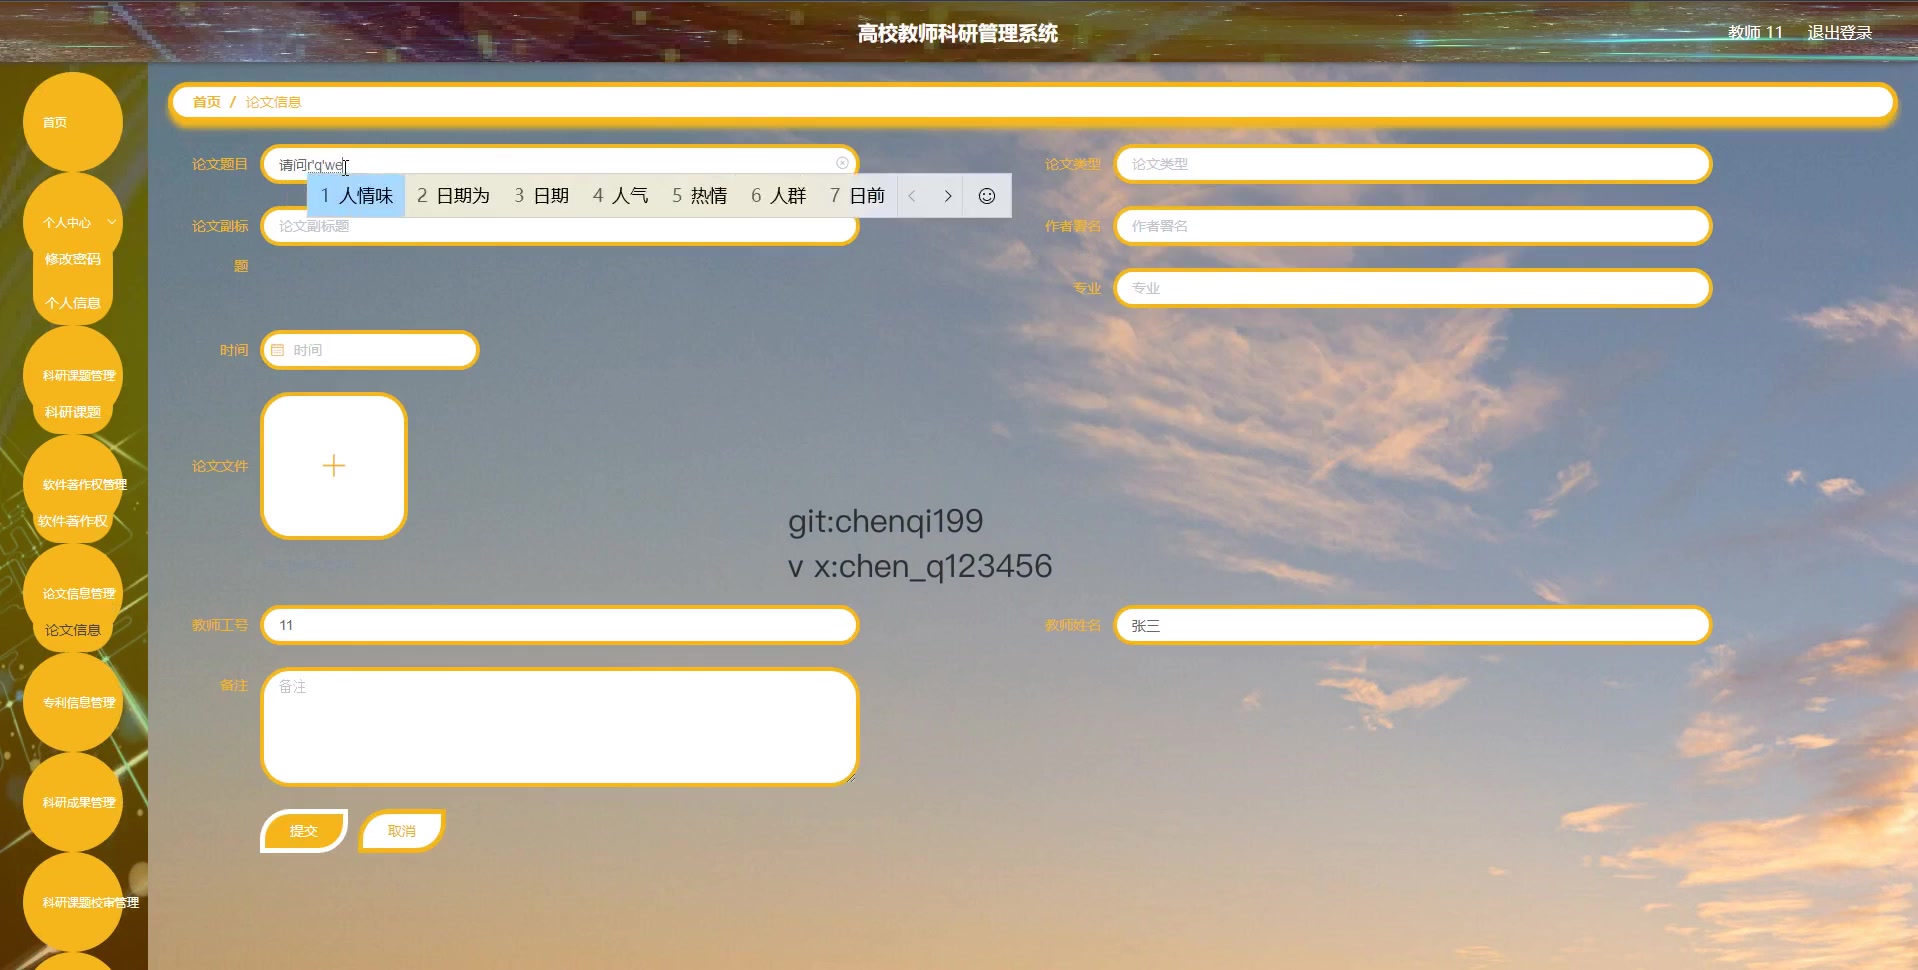 高校教师科研管理系统
教师 11 退出登录
首页
个人中心
修改密码
个人信息
科研课题管理
科研课题
软件著作权管理
软件著作权
论文信息管理
论文信息
专利信息管理
科研成果管理
科研课题校审管理
首页 / 论文信息
论文题目 请问r'q'we
论文类型 论文类型
1 人情味 2 日期为 3 日期 4 人气 5 热情 6 人群 7 日前
论文副标题 论文副标题
作者署名 作者署名
专业 专业
时间 时间
论文文件
git:chenqi199
v x:chen_q123456
教师工号 11
教师姓名 张三
备注 备注
提交 取消